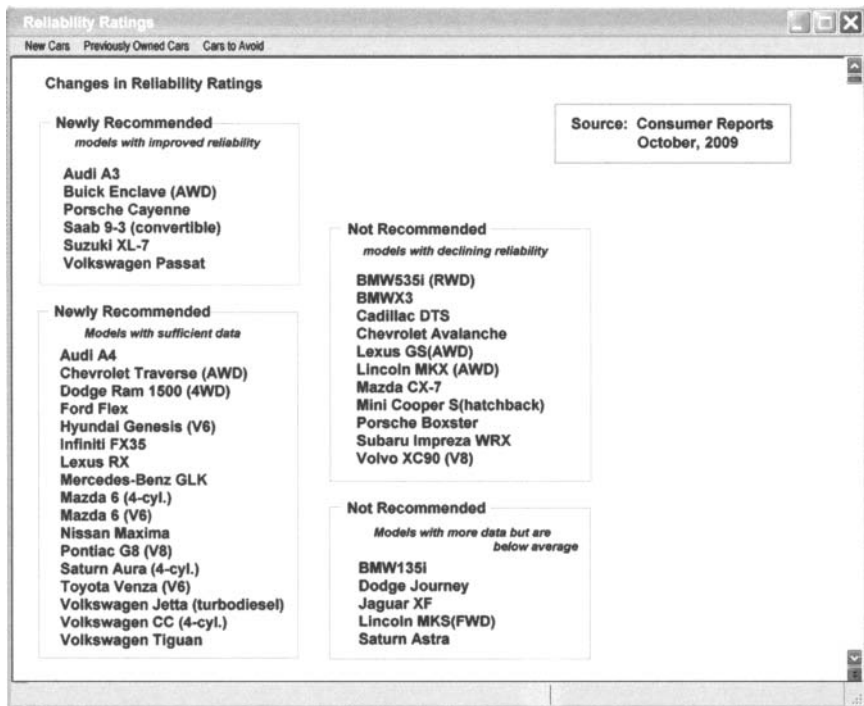 Reliability Ratings
New Cars Previously Owned Cars Cars to Avoid
Changes in Reliability Ratings
Newly Recommended
models with improved reliability
Audi A3
Buick Enclave (AWD)
Porsche Cayenne
Saab 9-3 (convertible)
Suzuki XL-7
Volkswagen Passat
Newly Recommended
Models with sufficient data
Audi A4
Chevrolet Traverse (AWD)
Dodge Ram 1500 (4WD)
Ford Flex
Hyundai Genesis (V6)
Infiniti FX35
Lexus RX
Mercedes-Benz GLK
Mazda 6 (4-cyl.)
Mazda 6 (V6)
Nissan Maxima
Pontiac G8 (V8)
Saturn Aura (4-cyl.)
Toyota Venza (V6)
Volkswagen Jetta (turbodiesel)
Volkswagen CC (4-cyl.)
Volkswagen Tiguan
Source: Consumer Reports
October, 2009
Not Recommended
models with declining reliability
BMW535i (RWD)
BMWX3
Cadillac DTS
Chevrolet Avalanche
Lexus GS(AWD)
Lincoln MKX (AWD)
Mazda CX-7
Mini Cooper S(hatchback)
Porsche Boxster
Subaru Impreza WRX
Volvo XC90 (V8)
Not Recommended
Models with more data but are
below average
BMW135i
Dodge Journey
Jaguar XF
Lincoln MKS(FWD)
Saturn Astra